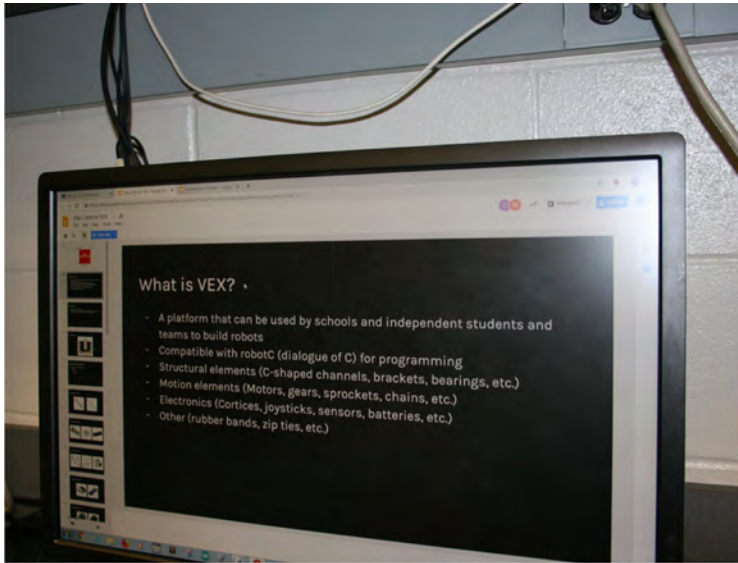 What is VEX?
- A platform that can be used by schools and independent students and
teams to build robots
- Compatible with robotC (dialogue of C) for programming
- Structural elements (C-shaped channels, brackets, bearings, etc.)
- Motion elements (Motors, gears, sprockets, chains, etc.)
- Electronics (Cortices, joysticks, sensors, batteries, etc.)
- Other (rubber bands, zip ties, etc.)